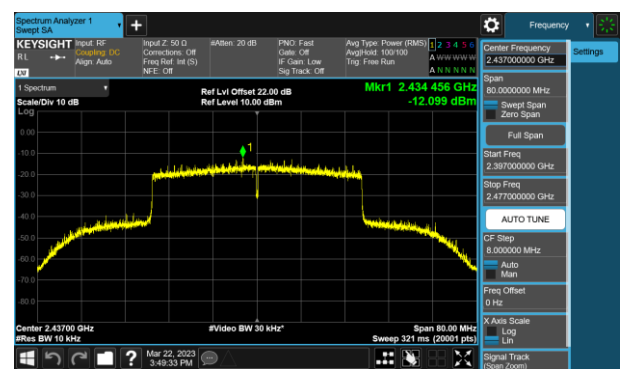 Spectrum Analyzer 1
Swept SA
+
Frequency
KEYSIGHT
RL
LXI
Input: RF
Coupling: DC
Align: Auto
Input Z: 50 Ω
Corrections: Off
Freq Ref: Int (S)
NFE: Off
#Atten: 20 dB
PNO: Fast
Gate: Off
IF Gain: Low
Sig Track: Off
Avg Type: Power (RMS)
Avg|Hold: 100/100
Trig: Free Run
1 2 3 4 5 6
A W W W W W
A N N N N N
1 Spectrum
Scale/Div 10 dB
Ref Lvl Offset 22.00 dB
Ref Level 10.00 dBm
Mkr1 2.434 456 GHz
-12.099 dBm
Log
0.00
-10.0
-20.0
-30.0
-40.0
-50.0
-60.0
-70.0
-80.0
1
Center 2.43700 GHz
#Res BW 10 kHz
#Video BW 30 kHz*
Span 80.00 MHz
Sweep 321 ms (20001 pts)
Mar 22, 2023
3:49:33 PM
?
Center Frequency
2.437000000 GHz
Settings
Span
80.0000000 MHz
Swept Span
Zero Span
Full Span
Start Freq
2.397000000 GHz
Stop Freq
2.477000000 GHz
AUTO TUNE
CF Step
8.000000 MHz
Auto
Man
Freq Offset
0 Hz
X Axis Scale
Log
Lin
Signal Track
(Span Zoom)